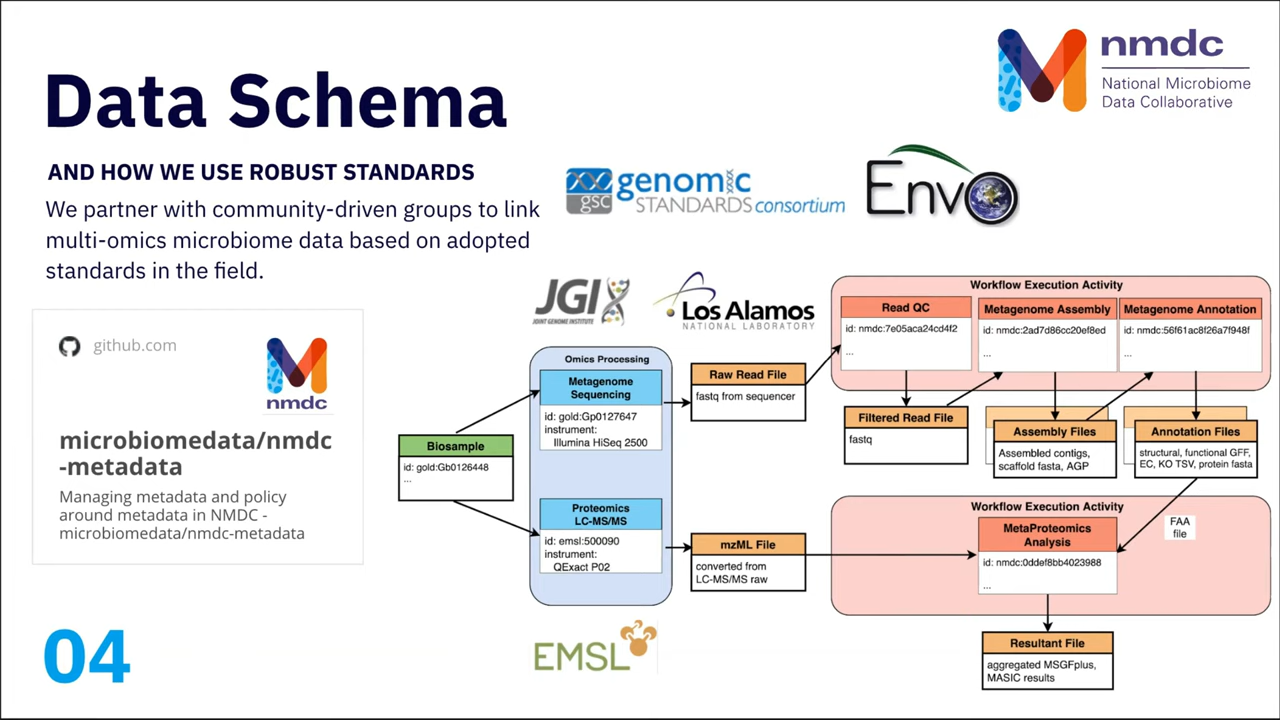 nmdc
National Microbiome
Data Collaborative
Data Schema
AND HOW WE USE ROBUST STANDARDS
We partner with community-driven groups to link
multi-omics microbiome data based on adopted
standards in the field.
gsc
genomic
STANDARDS consortium
EnvO
github.com
nmdc
microbiomedata/nmdc
-metadata
Managing metadata and policy
around metadata in NMDC -
microbiomedata/nmdc-metadata
04
JGI
JOINT GENOME INSTITUTE
Los Alamos
NATIONAL LABORATORY
Biosample
id: gold:Gb0126448
...
Omics Processing
Metagenome
Sequencing
id: gold:Gp0127647
instrument:
Illumina HiSeq 2500
Proteomics
LC-MS/MS
id: emsl:500090
instrument:
QExact P02
Raw Read File
fastq from sequencer
mzML File
converted from
LC-MS/MS raw
Workflow Execution Activity
Read QC
id: nmdc:7e05aca24cd4f2
...
Metagenome Assembly
id: nmdc:2ad7d86cc20ef8ed
...
Metagenome Annotation
id: nmdc:56f61ac8f26a7f948f
...
Filtered Read File
fastq
Assembly Files
Assembled contigs,
scaffold fasta, AGP
Annotation Files
structural, functional GFF,
EC, KO TSV, protein fasta
Workflow Execution Activity
MetaProteomics
Analysis
id: nmdc:0ddef8bb4023988
...
FAA
file
Resultant File
aggregated MSGFplus,
MASIC results
EMSL